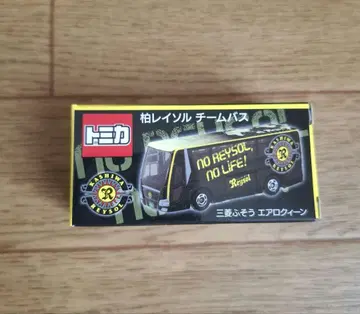 トミカ
柏レイソル チームバス
NO REYSOL,
NO LiFE!
Reysol
KASHIWA
REYSOL
三菱ふそう エアロクィーン